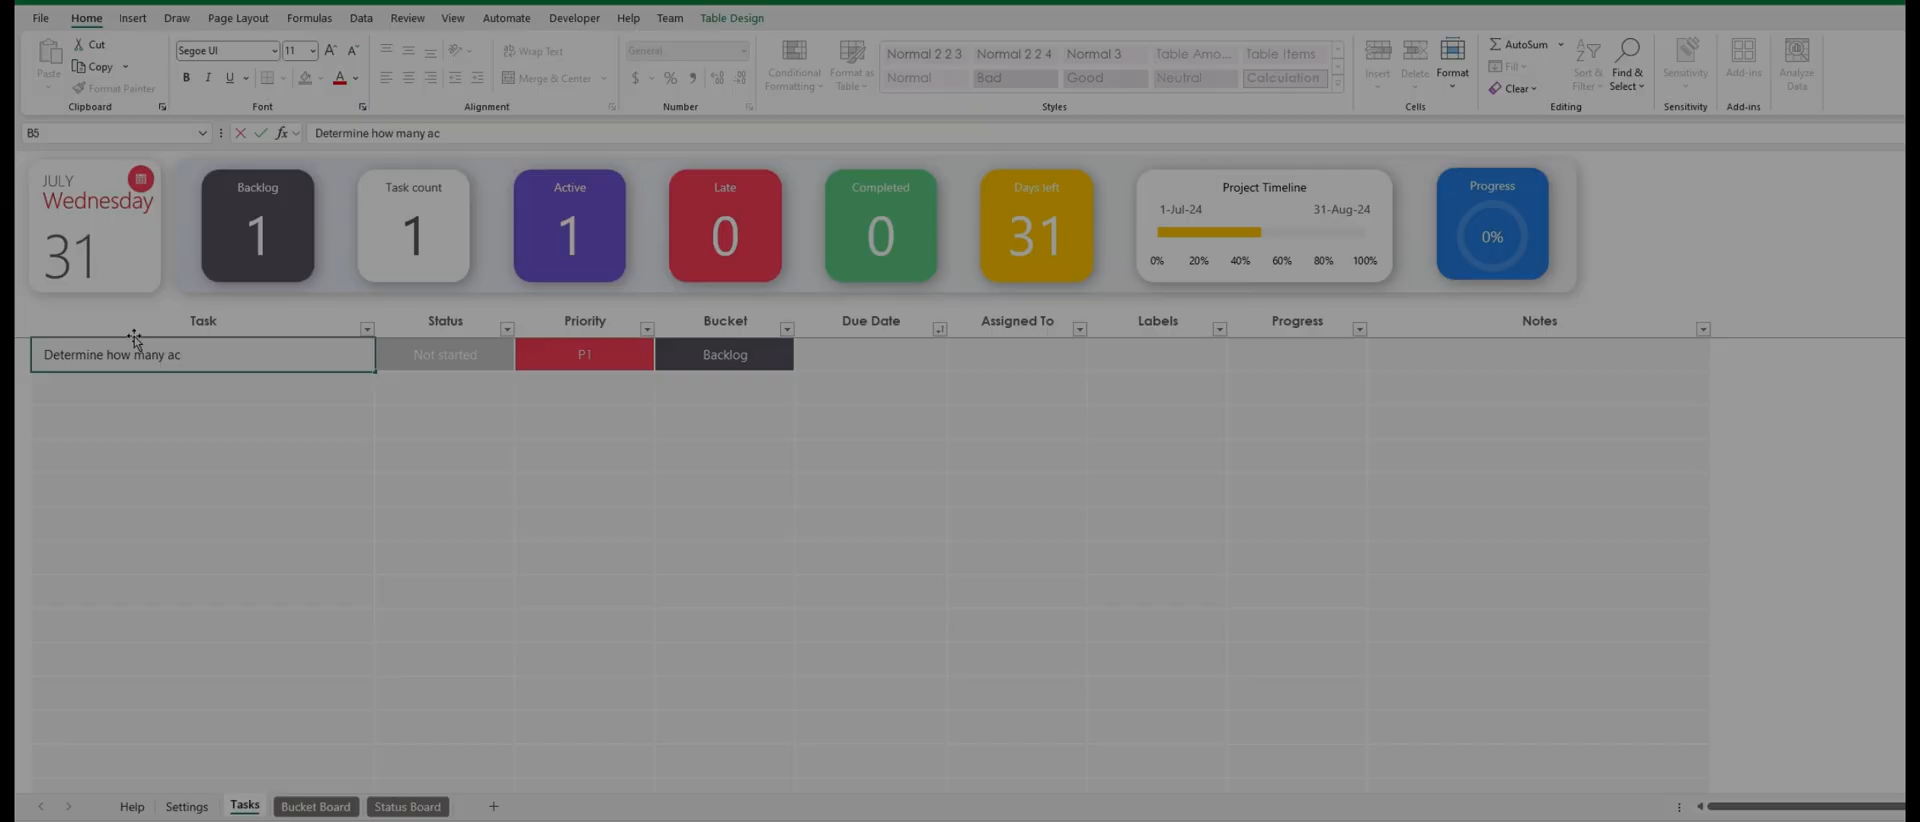 File Home Insert Draw Page Layout Formulas Data Review View Automate Developer Help Team Table Design
Paste Cut Copy Format Painter Clipboard
Segoe UI 11 B I U A Font
Wrap Text Merge & Center Alignment
General $ % Number
Conditional Formatting Format as Table
Normal 2 2 3 Normal 2 2 4 Normal 3 Table Amo... Table Items
Normal Bad Good Neutral Calculation
Styles
Insert Delete Format Cells
AutoSum Fill Clear Sort & Filter Find & Select Editing
Sensitivity Sensitivity
Add-ins Add-ins
Analyze Data
B5 fx Determine how many ac
JULY
Wednesday
31
Backlog
1
Task count
1
Active
1
Late
0
Completed
0
Days left
31
Project Timeline
1-Jul-24 31-Aug-24
0% 20% 40% 60% 80% 100%
Progress
0%
Task Status Priority Bucket Due Date Assigned To Labels Progress Notes
Determine how many ac Not started P1 Backlog
Help Settings Tasks Bucket Board Status Board